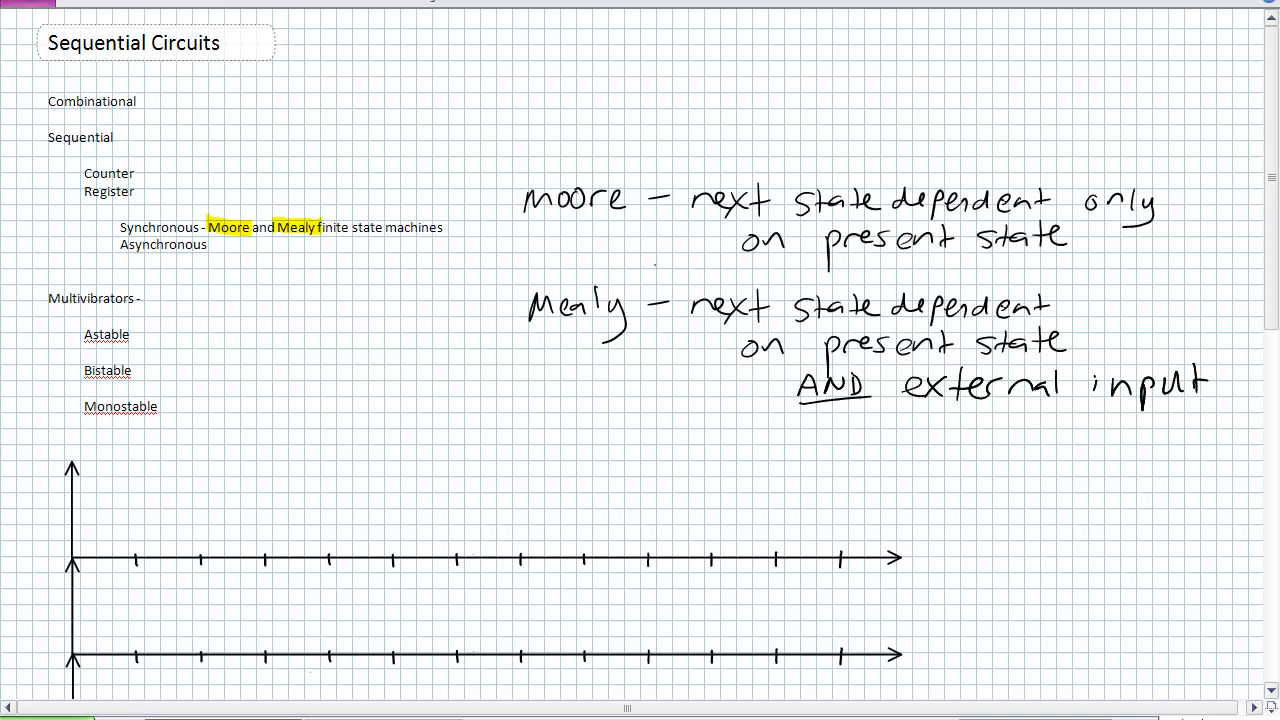 Sequential Circuits
Combinational
Sequential
Counter
Register
Synchronous - Moore and Mealy finite state machines
Asynchronous
Multivibrators -
Astable
Bistable
Monostable
Moore - next state dependent only
on present state
Mealy - next state dependent
on present state
AND external input